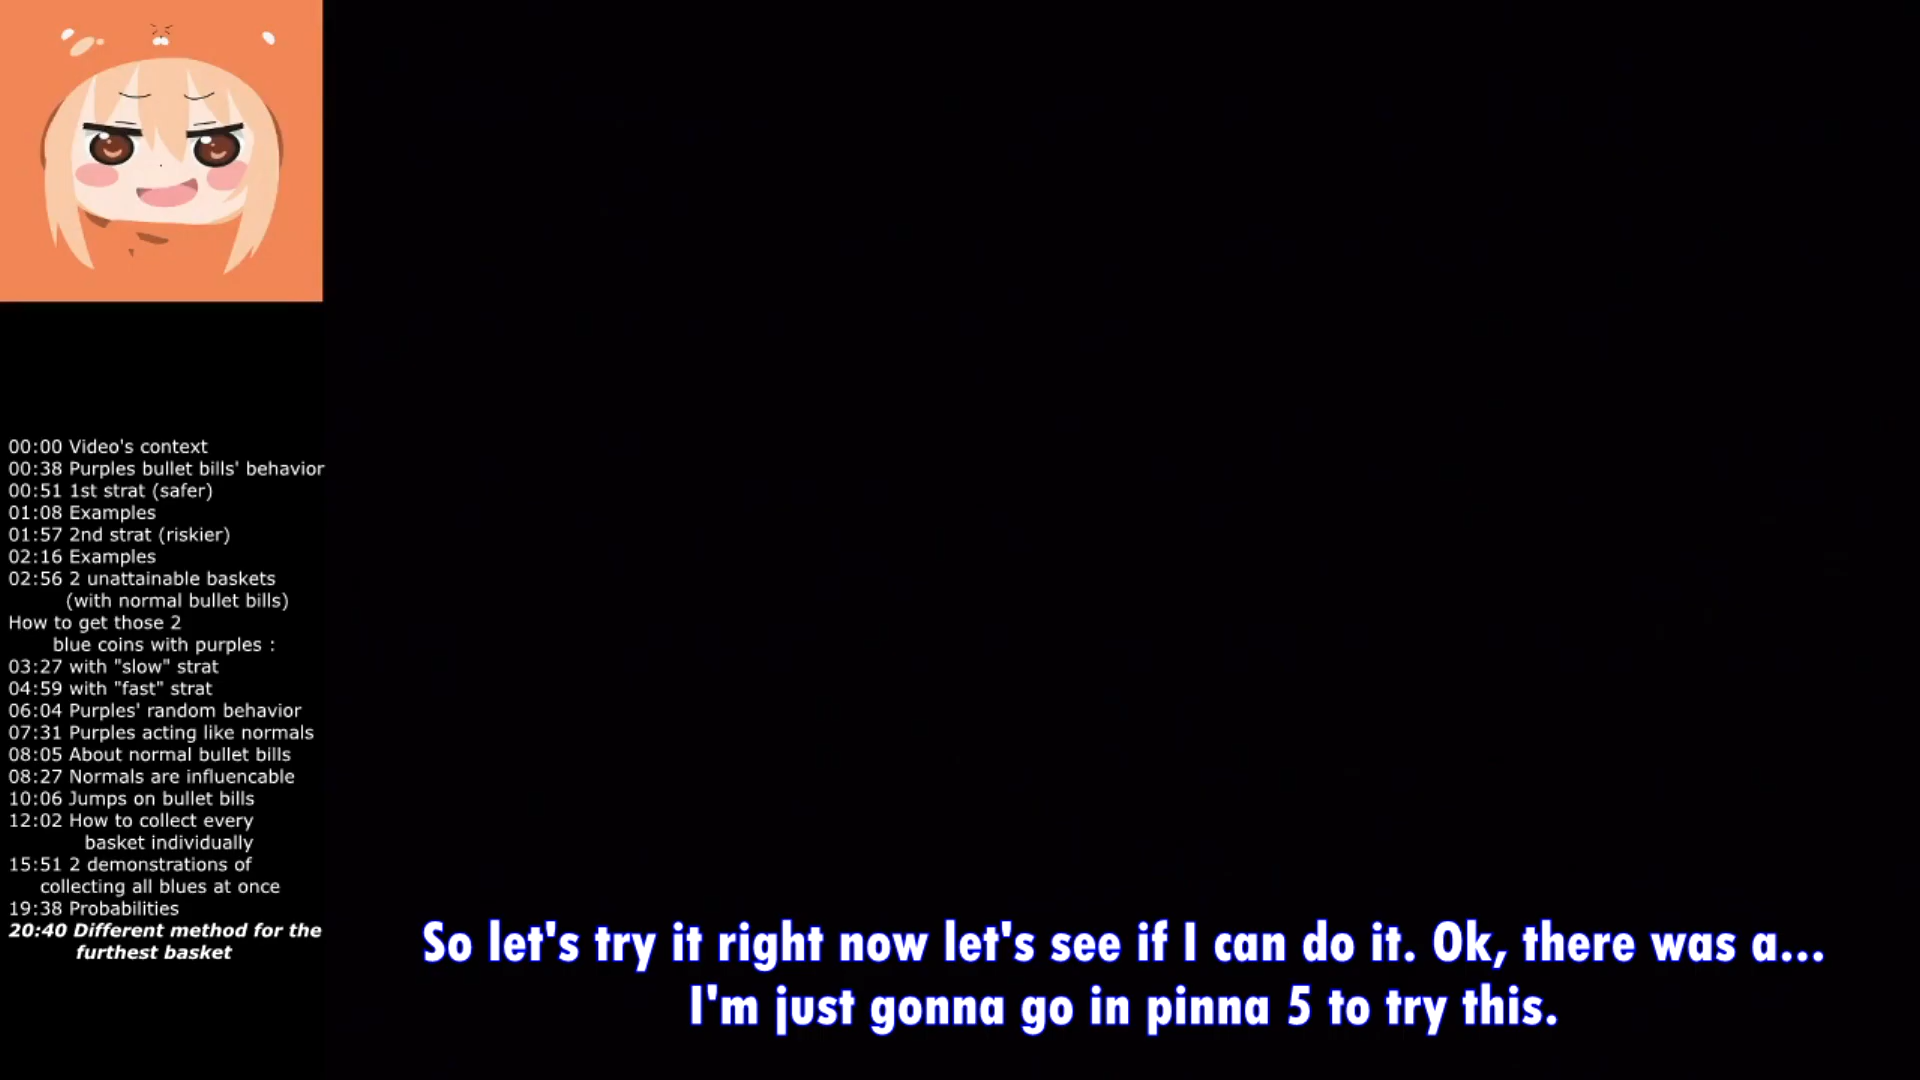 00:00 Video's context
00:38 Purples bullet bills' behavior
00:51 1st strat (safer)
01:08 Examples
01:57 2nd strat (riskier)
02:16 Examples
02:56 2 unattainable baskets
(with normal bullet bills)
How to get those 2
blue coins with purples :
03:27 with "slow" strat
04:59 with "fast" strat
06:04 Purples' random behavior
07:31 Purples acting like normals
08:05 About normal bullet bills
08:27 Normals are influencable
10:06 Jumps on bullet bills
12:02 How to collect every
basket individually
15:51 2 demonstrations of
collecting all blues at once
19:38 Probabilities
20:40 Different method for the
furthest basket
So let's try it right now let's see if I can do it. Ok, there was a...
I'm just gonna go in pinna 5 to try this.